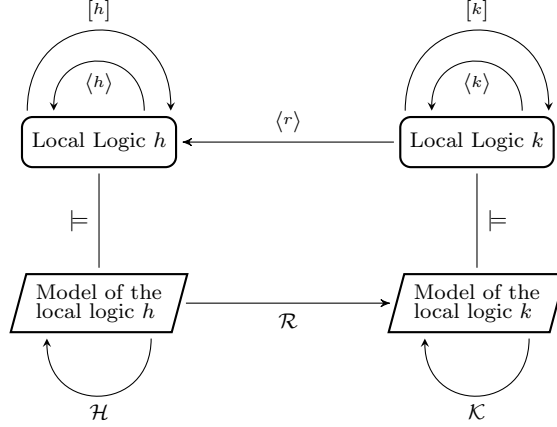 [h] [k]
⟨h⟩ ⟨k⟩
Local Logic h ⟨r⟩ Local Logic k
⊨ ⊨
Model of the
local logic h
Model of the
local logic k
ℛ
ℋ 𝒦